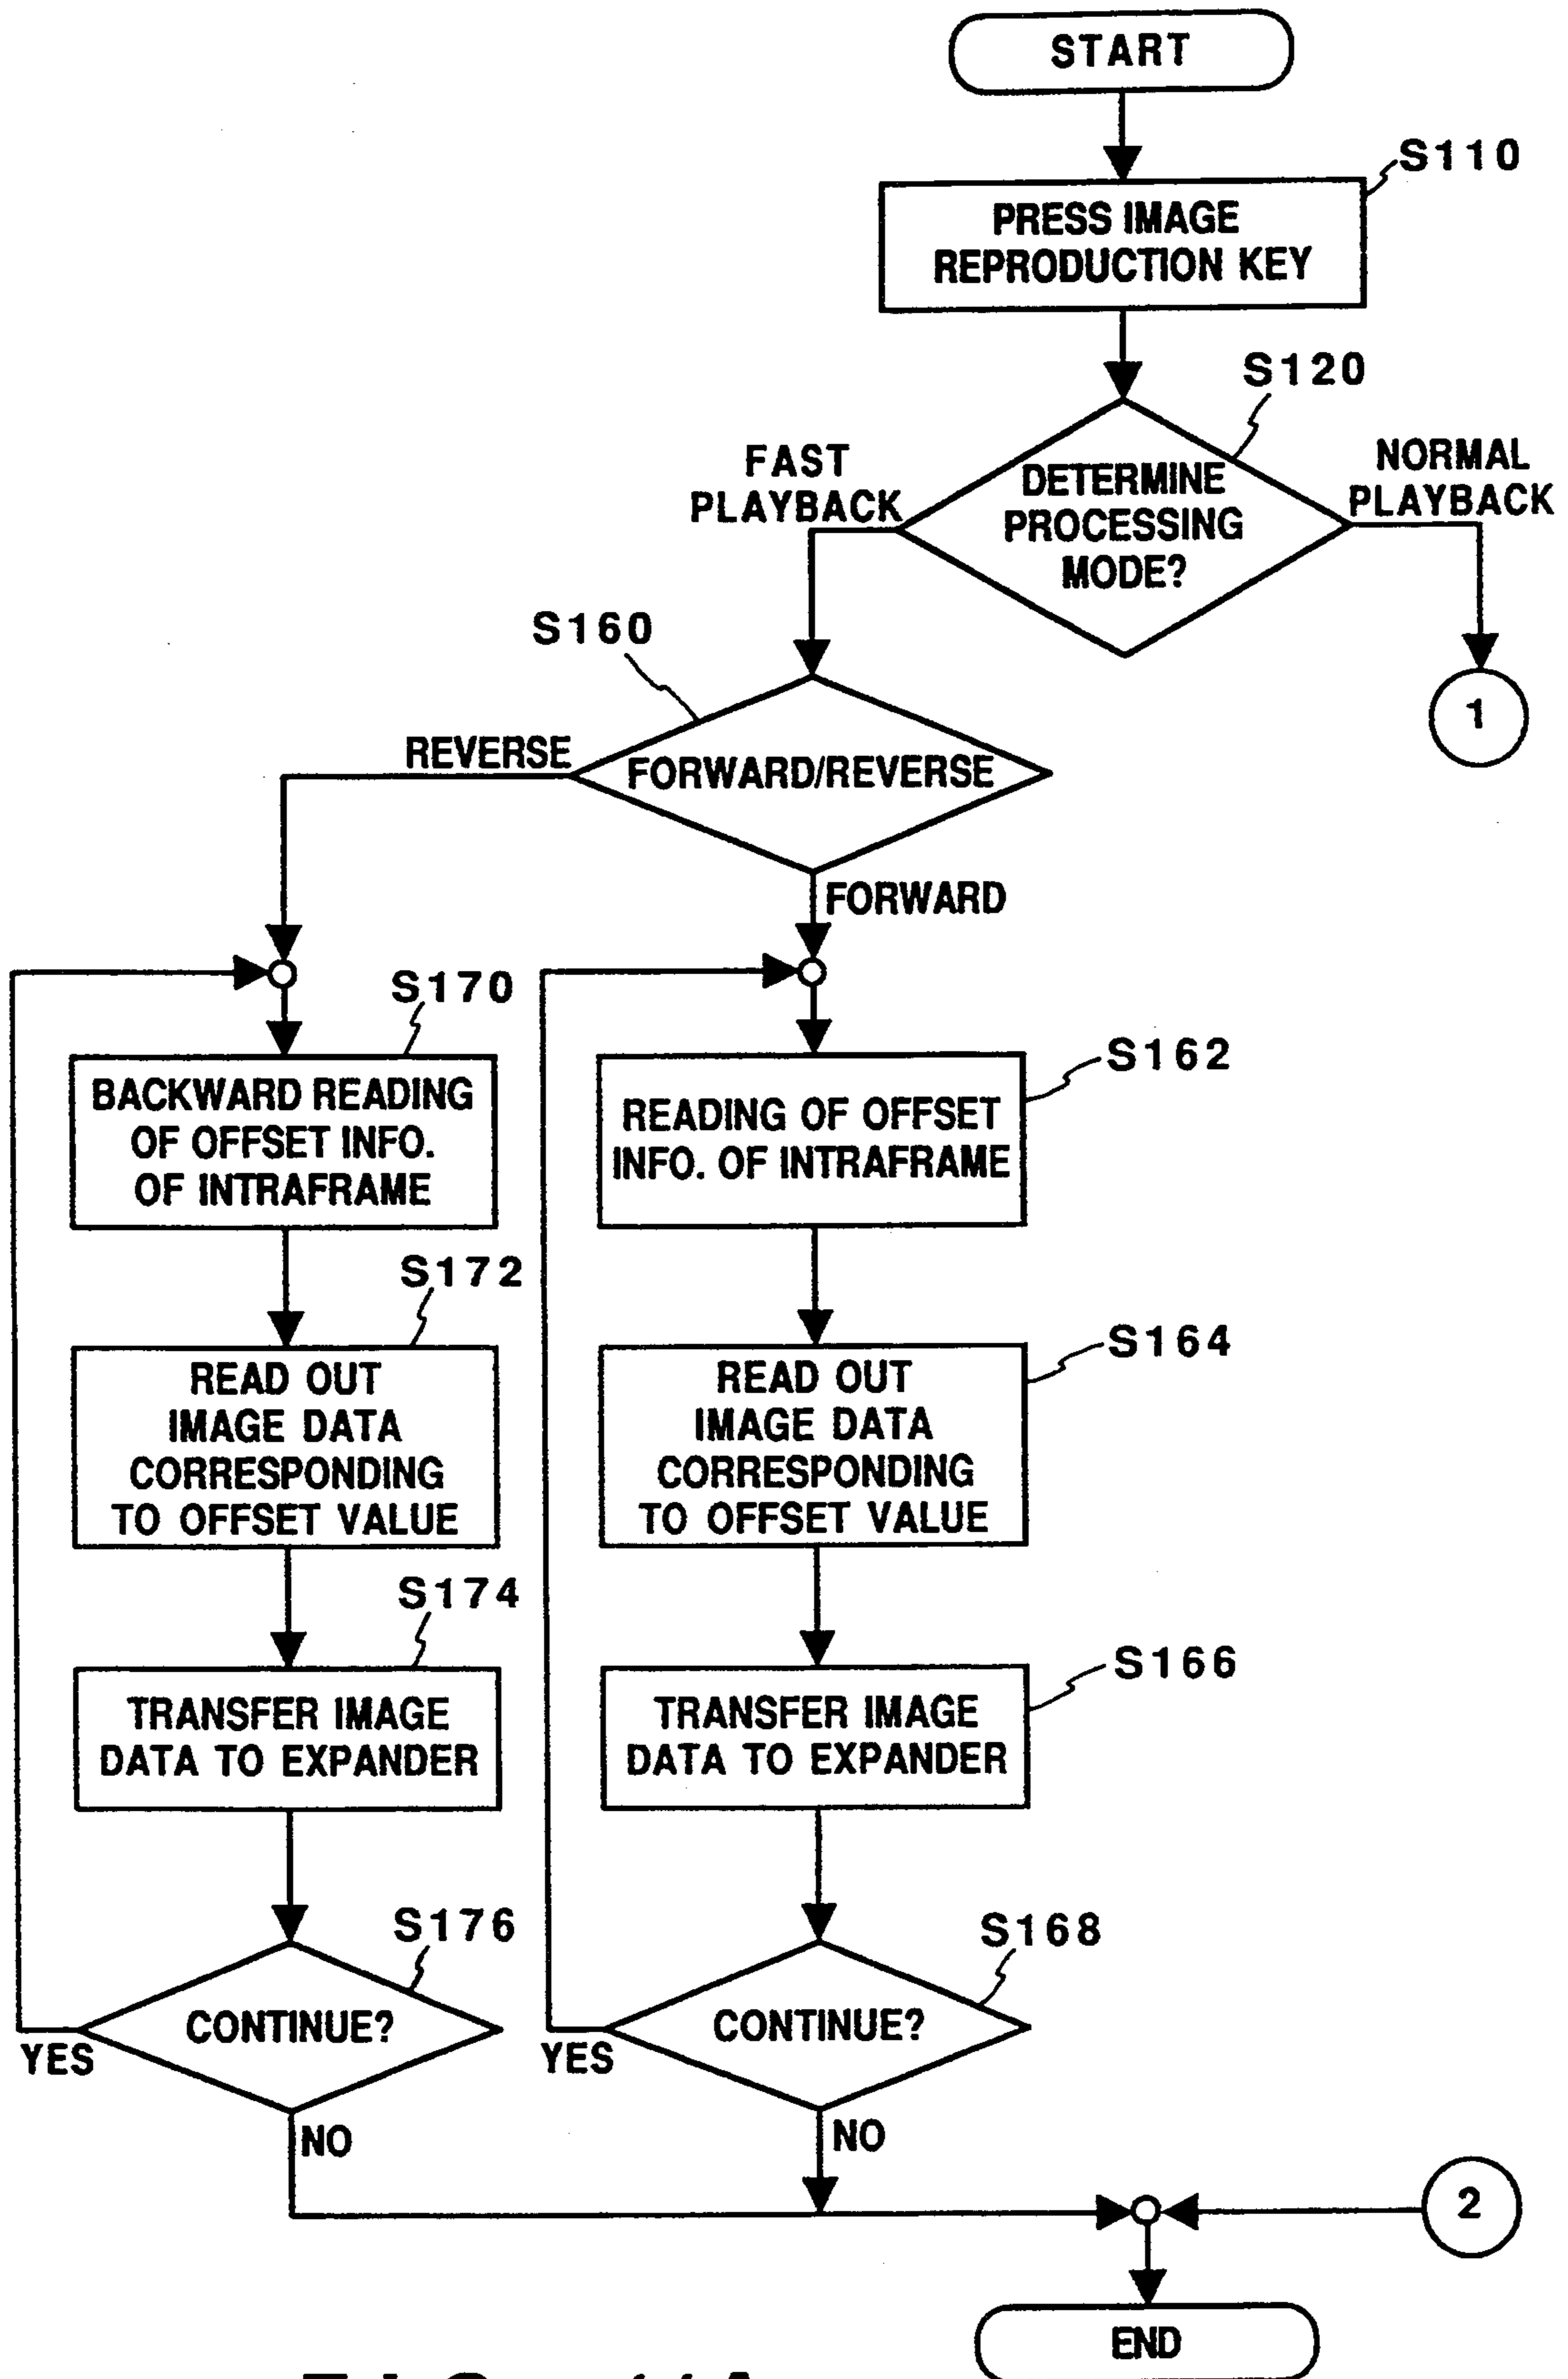 START
S110
PRESS IMAGE
REPRODUCTION KEY
S120
FAST
PLAYBACK
DETERMINE
PROCESSING
MODE?
NORMAL
PLAYBACK
S160
1
REVERSE
FORWARD/REVERSE
FORWARD
S170
BACKWARD READING
OF OFFSET INFO.
OF INTRAFRAME
S162
READING OF OFFSET
INFO. OF INTRAFRAME
S172
READ OUT
IMAGE DATA
CORRESPONDING
TO OFFSET VALUE
S164
READ OUT
IMAGE DATA
CORRESPONDING
TO OFFSET VALUE
S174
TRANSFER IMAGE
DATA TO EXPANDER
S166
TRANSFER IMAGE
DATA TO EXPANDER
S176
CONTINUE?
YES
NO
S168
CONTINUE?
YES
NO
2
END